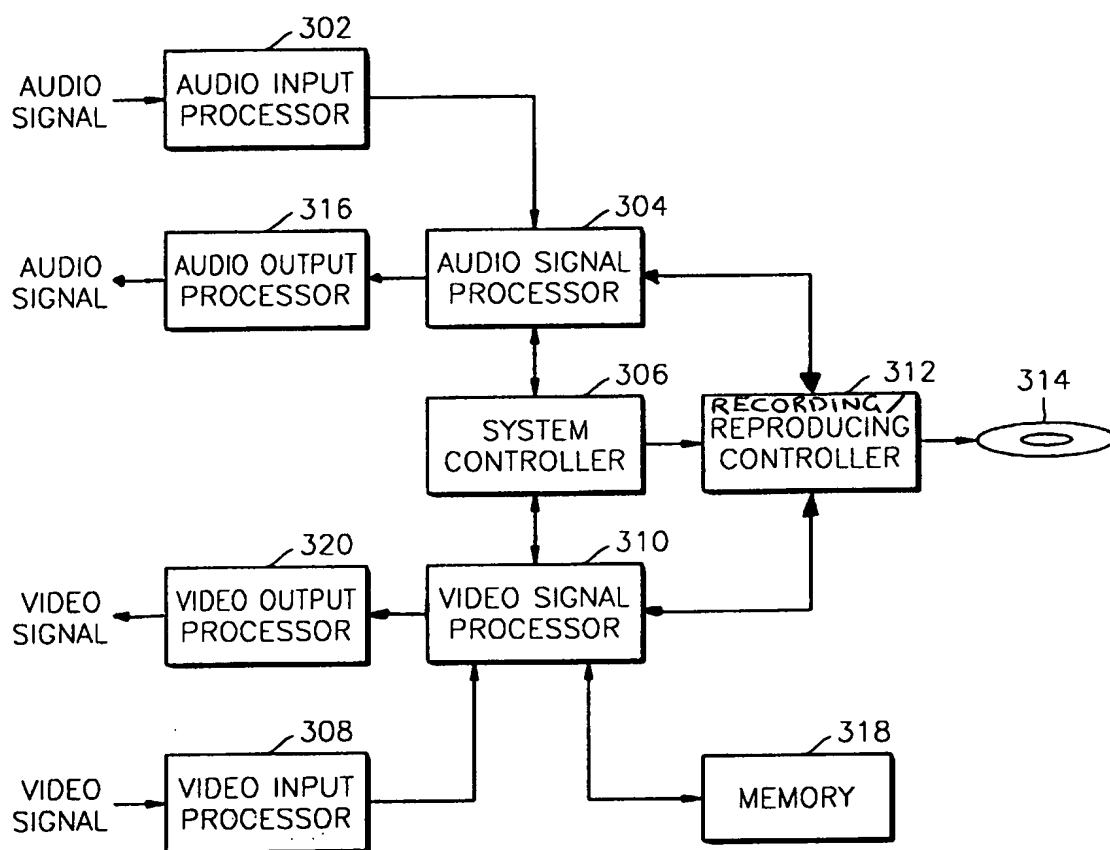 302
AUDIO SIGNAL
AUDIO INPUT PROCESSOR
316
304
AUDIO SIGNAL
AUDIO OUTPUT PROCESSOR
AUDIO SIGNAL PROCESSOR
306
312
314
SYSTEM CONTROLLER
RECORDING/
REPRODUCING CONTROLLER
320
310
VIDEO SIGNAL
VIDEO OUTPUT PROCESSOR
VIDEO SIGNAL PROCESSOR
308
318
VIDEO SIGNAL
VIDEO INPUT PROCESSOR
MEMORY